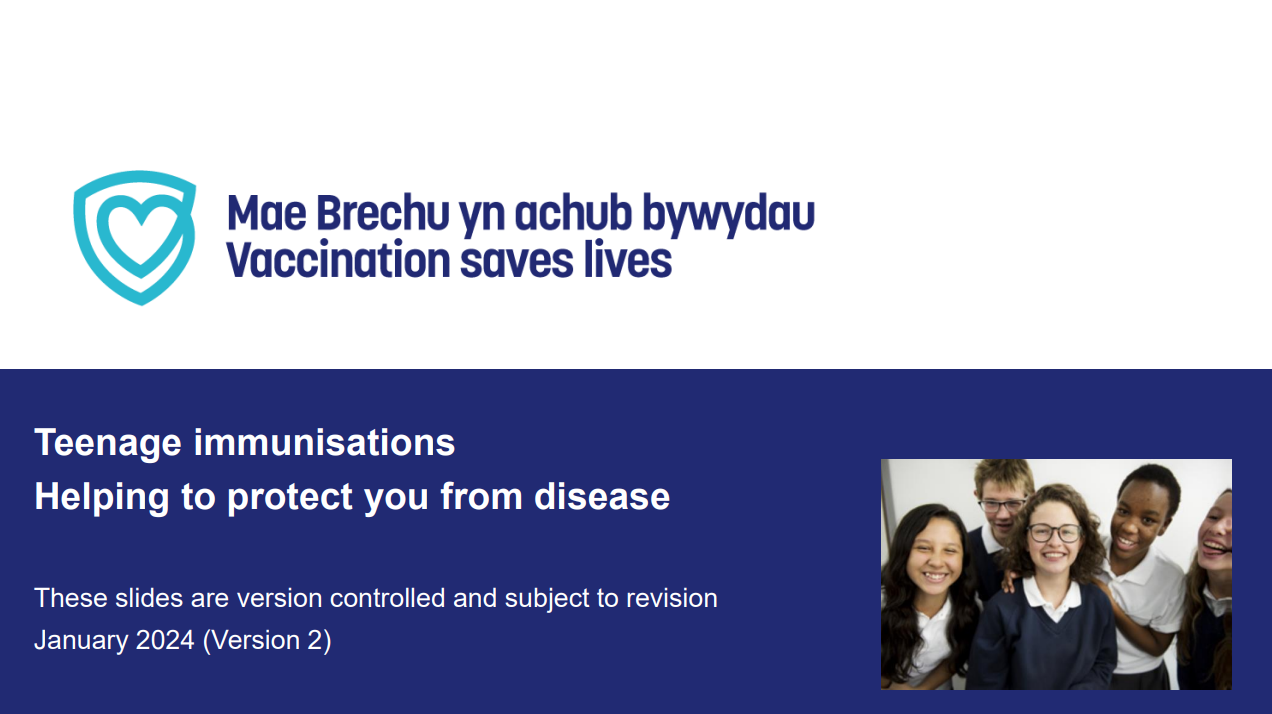 Mae Brechu yn achub bywydau
Vaccination saves lives
Teenage immunisations
Helping to protect you from disease
These slides are version controlled and subject to revision
January 2024 (Version 2)